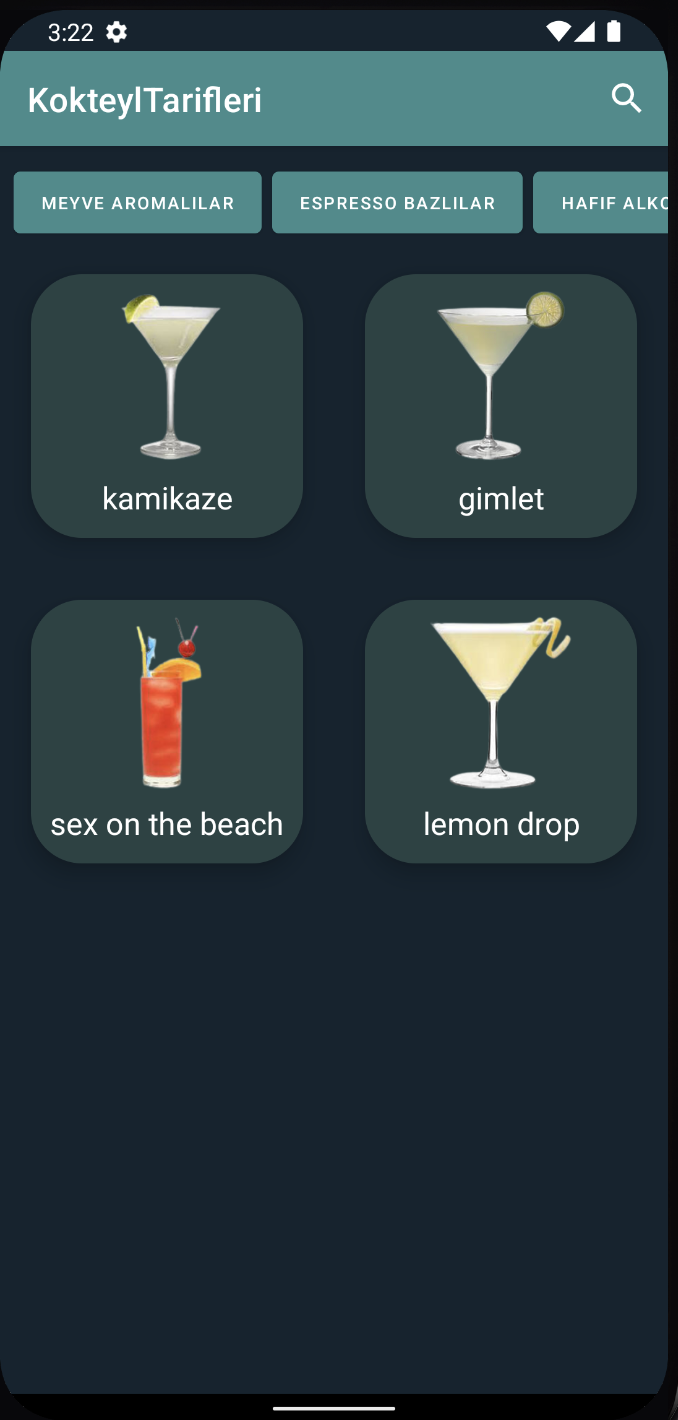 3:22
KokteylTarifleri
MEYVE AROMALILAR
ESPRESSO BAZLILAR
HAFIF ALKO
kamikaze
gimlet
sex on the beach
lemon drop